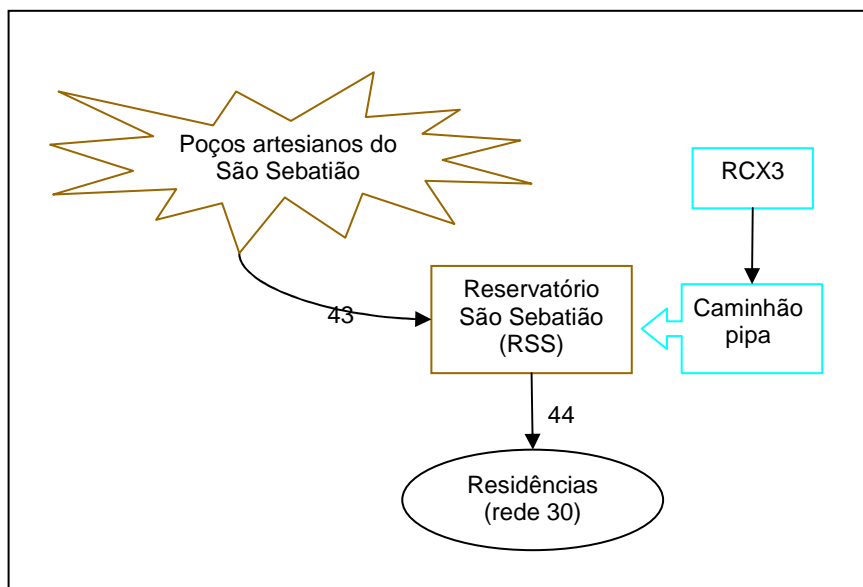 Poços artesianos do
São Sebatião
RCX3
43
Reservatório
São Sebatião
(RSS)
Caminhão
pipa
44
Residências
(rede 30)